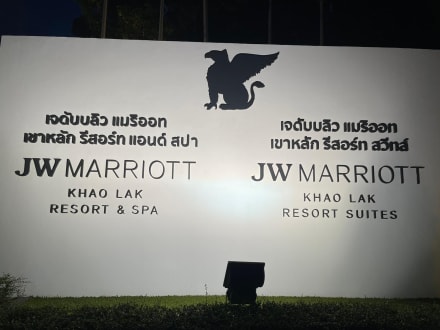 เจดับบลิว แมริออท
เขาหลัก รีสอร์ท แอนด์ สปา
JW MARRIOTT
KHAO LAK
RESORT & SPA
เจดับบลิว แมริออท
เขาหลัก รีสอร์ท สวีทส์
JW MARRIOTT
KHAO LAK
RESORT SUITES